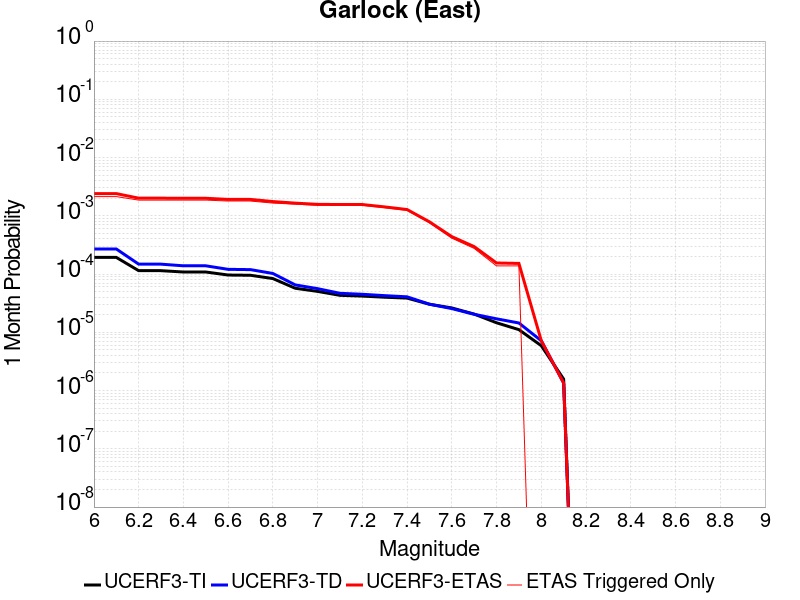 Garlock (East)
1 Month Probability
10^0
10^-1
10^-2
10^-3
10^-4
10^-5
10^-6
10^-7
10^-8
6 6.2 6.4 6.6 6.8 7 7.2 7.4 7.6 7.8 8 8.2 8.4 8.6 8.8 9
Magnitude
UCERF3-TI UCERF3-TD UCERF3-ETAS ETAS Triggered Only